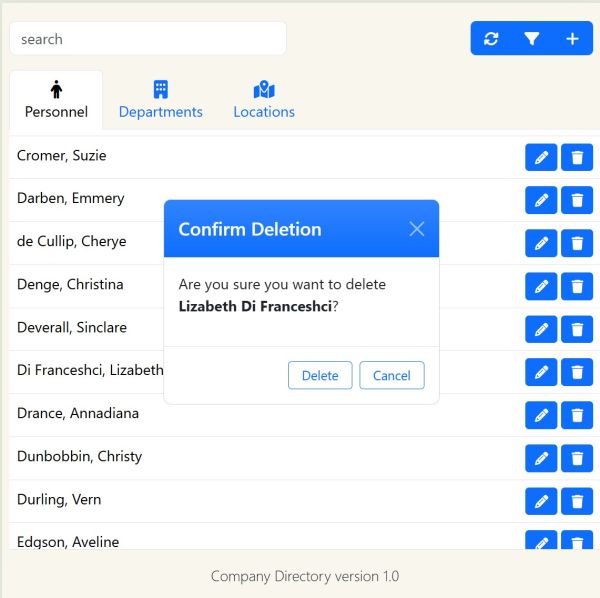 search
Personnel
Departments
Locations
Cromer, Suzie
Darben, Emmery
de Cullip, Cherye
Denge, Christina
Deverall, Sinclare
Di Franceshci, Lizabeth
Drance, Annadiana
Dunbobbin, Christy
Durling, Vern
Edgson, Aveline
Confirm Deletion
Are you sure you want to delete
Lizabeth Di Franceshci?
Delete
Cancel
Company Directory version 1.0